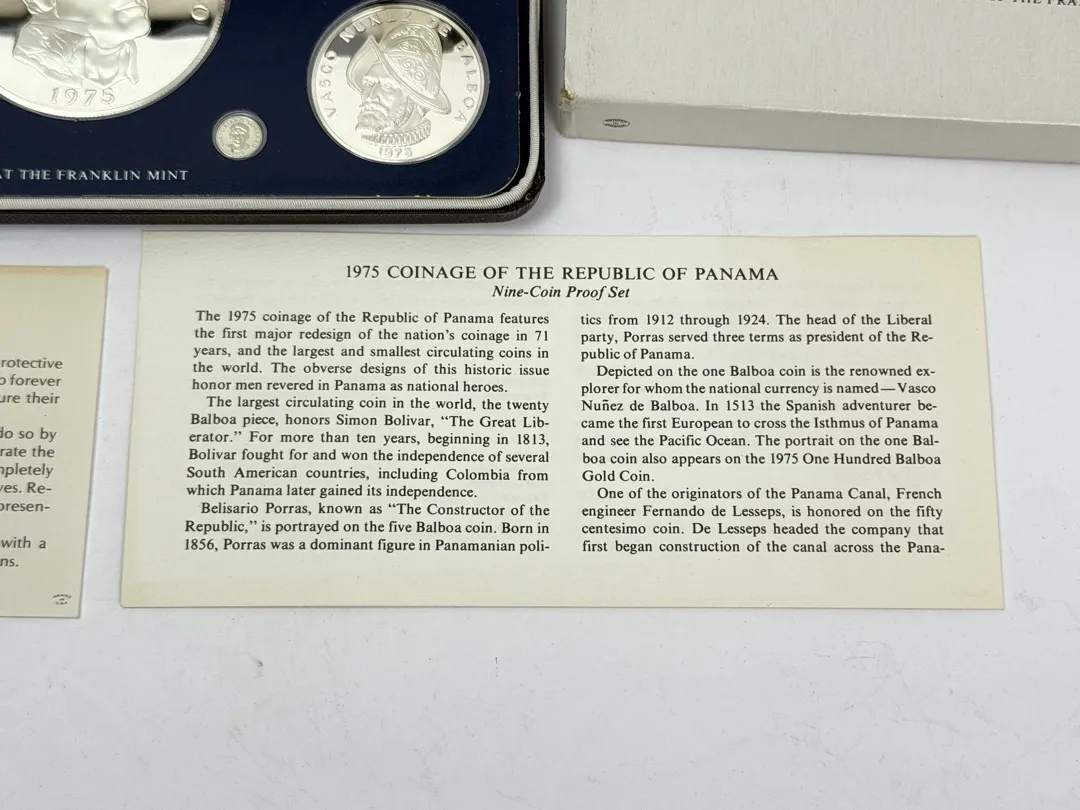 1975
VASCO NUÑEZ DE BALBOA
1975
AT THE FRANKLIN MINT
1975 COINAGE OF THE REPUBLIC OF PANAMA
Nine-Coin Proof Set
The 1975 coinage of the Republic of Panama features
the first major redesign of the nation's coinage in 71
years, and the largest and smallest circulating coins in
the world. The obverse designs of this historic issue
honor men revered in Panama as national heroes.
The largest circulating coin in the world, the twenty
Balboa piece, honors Simon Bolivar, “The Great Lib-
erator.” For more than ten years, beginning in 1813,
Bolivar fought for and won the independence of several
South American countries, including Colombia from
which Panama later gained its independence.
Belisario Porras, known as “The Constructor of the
Republic,” is portrayed on the five Balboa coin. Born in
1856, Porras was a dominant figure in Panamanian poli-
tics from 1912 through 1924. The head of the Liberal
party, Porras served three terms as president of the Re-
public of Panama.
Depicted on the one Balboa coin is the renowned ex-
plorer for whom the national currency is named—Vasco
Nuñez de Balboa. In 1513 the Spanish adventurer be-
came the first European to cross the Isthmus of Panama
and see the Pacific Ocean. The portrait on the one Bal-
boa coin also appears on the 1975 One Hundred Balboa
Gold Coin.
One of the originators of the Panama Canal, French
engineer Fernando de Lesseps, is honored on the fifty
centesimo coin. De Lesseps headed the company that
first began construction of the canal across the Pana-
rotective
o forever
ure their
do so by
rate the
mpletely
ves. Re-
presen-
with a
ns.